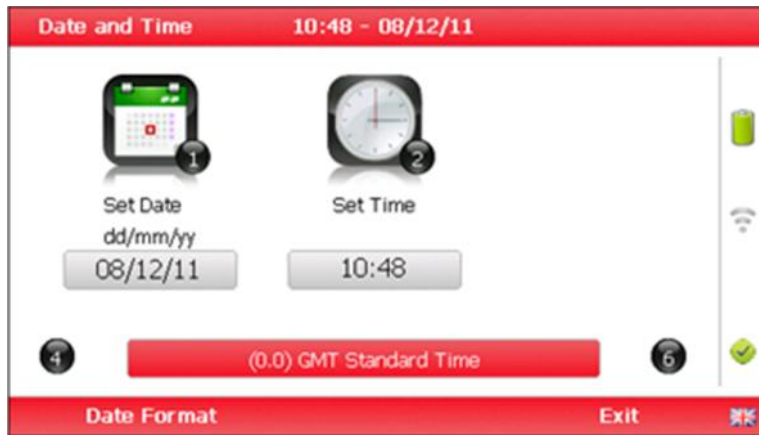 Date and Time 10:48 - 08/12/11
1 2
Set Date Set Time
dd/mm/yy
08/12/11 10:48
4 (0.0) GMT Standard Time 6
Date Format Exit